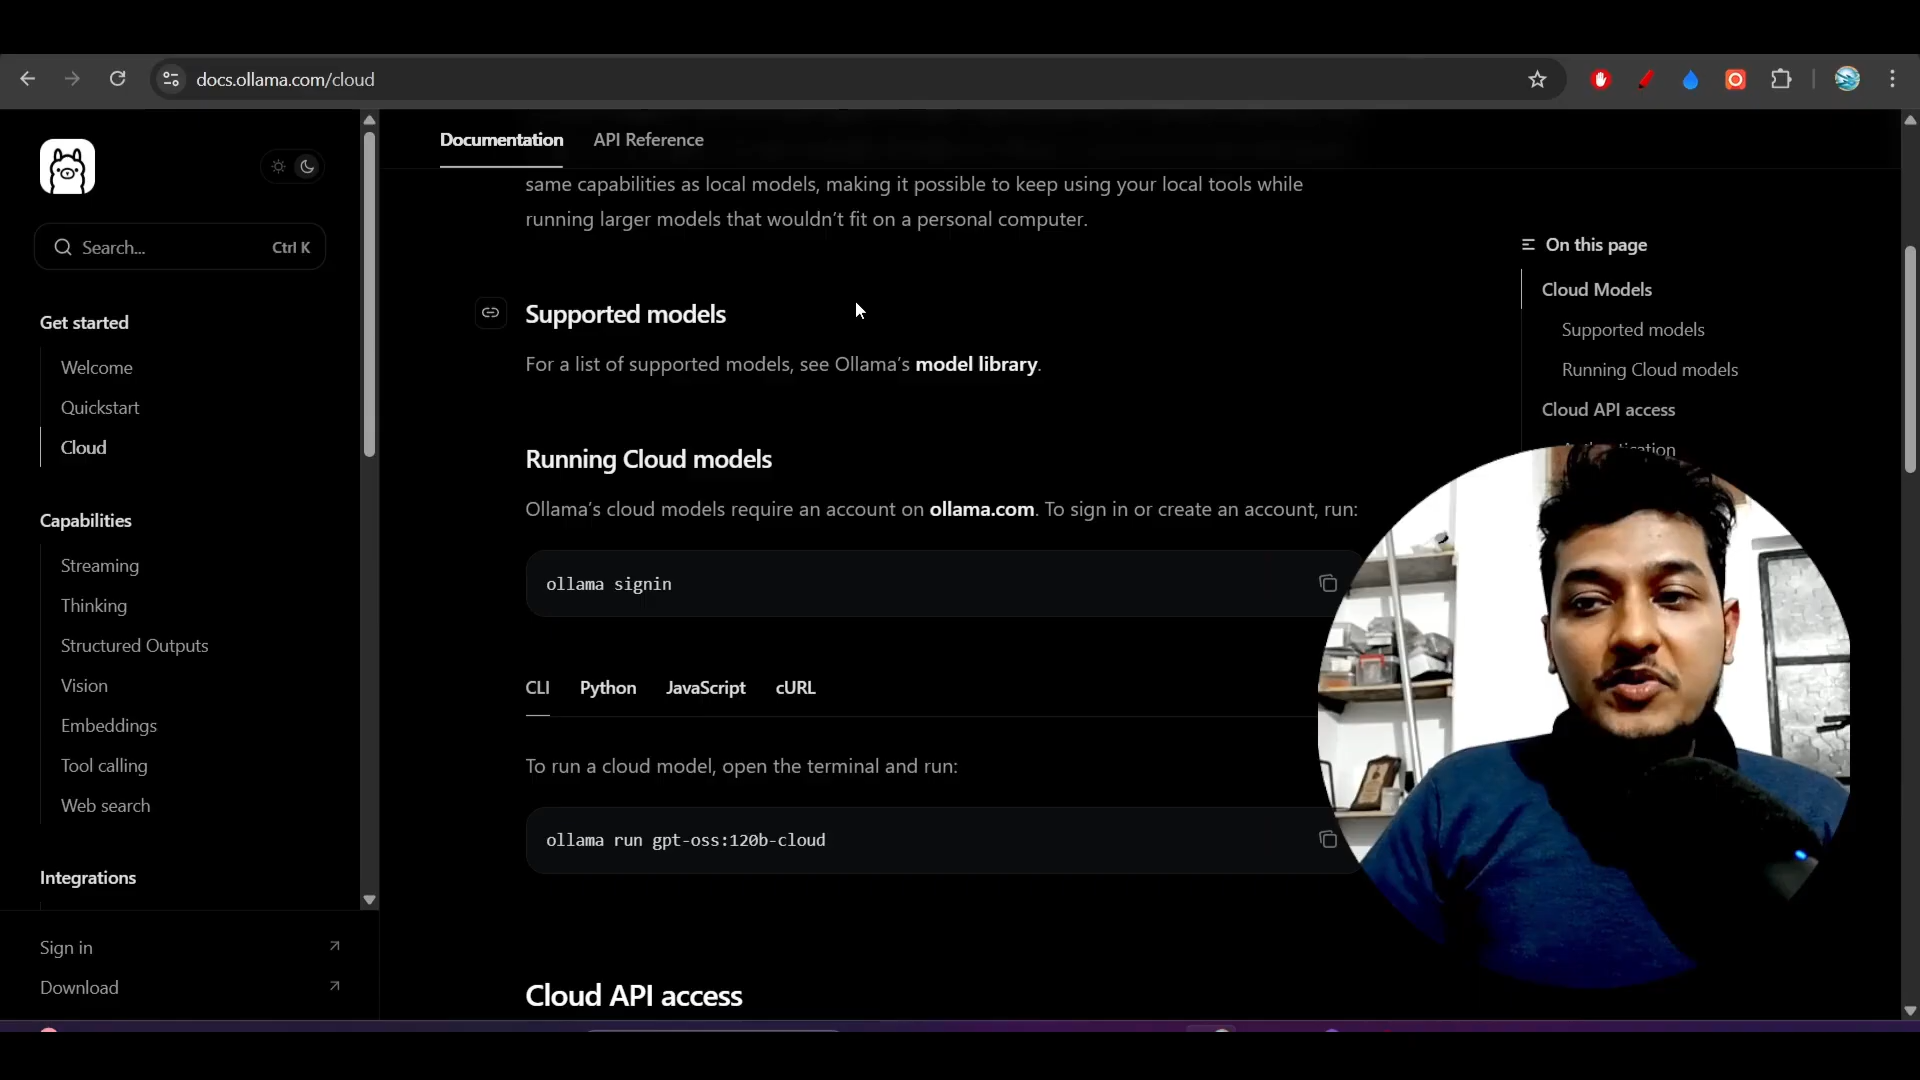 docs.ollama.com/cloud
Documentation
API Reference
Search...
Ctrl K
Get started
Welcome
Quickstart
Cloud
Capabilities
Streaming
Thinking
Structured Outputs
Vision
Embeddings
Tool calling
Web search
Integrations
Sign in
Download
same capabilities as local models, making it possible to keep using your local tools while
running larger models that wouldn’t fit on a personal computer.
Supported models
For a list of supported models, see Ollama’s model library.
Running Cloud models
Ollama’s cloud models require an account on ollama.com. To sign in or create an account, run:
ollama signin
CLI Python JavaScript cURL
To run a cloud model, open the terminal and run:
ollama run gpt-oss:120b-cloud
Cloud API access
On this page
Cloud Models
Supported models
Running Cloud models
Cloud API access